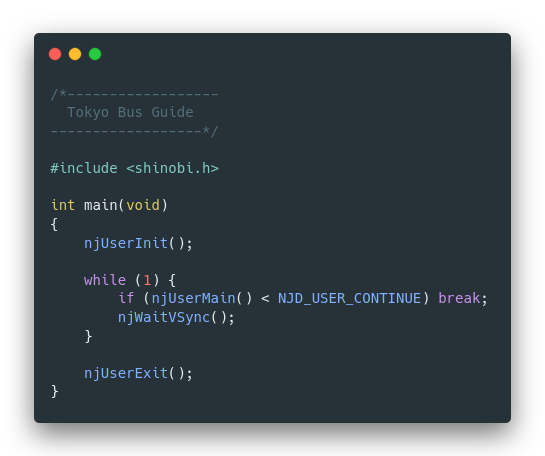 /*------------------
  Tokyo Bus Guide
------------------*/

#include <shinobi.h>

int main(void)
{
    njUserInit();

    while (1) {
        if (njUserMain() < NJD_USER_CONTINUE) break;
        njWaitVSync();
    }

    njUserExit();
}